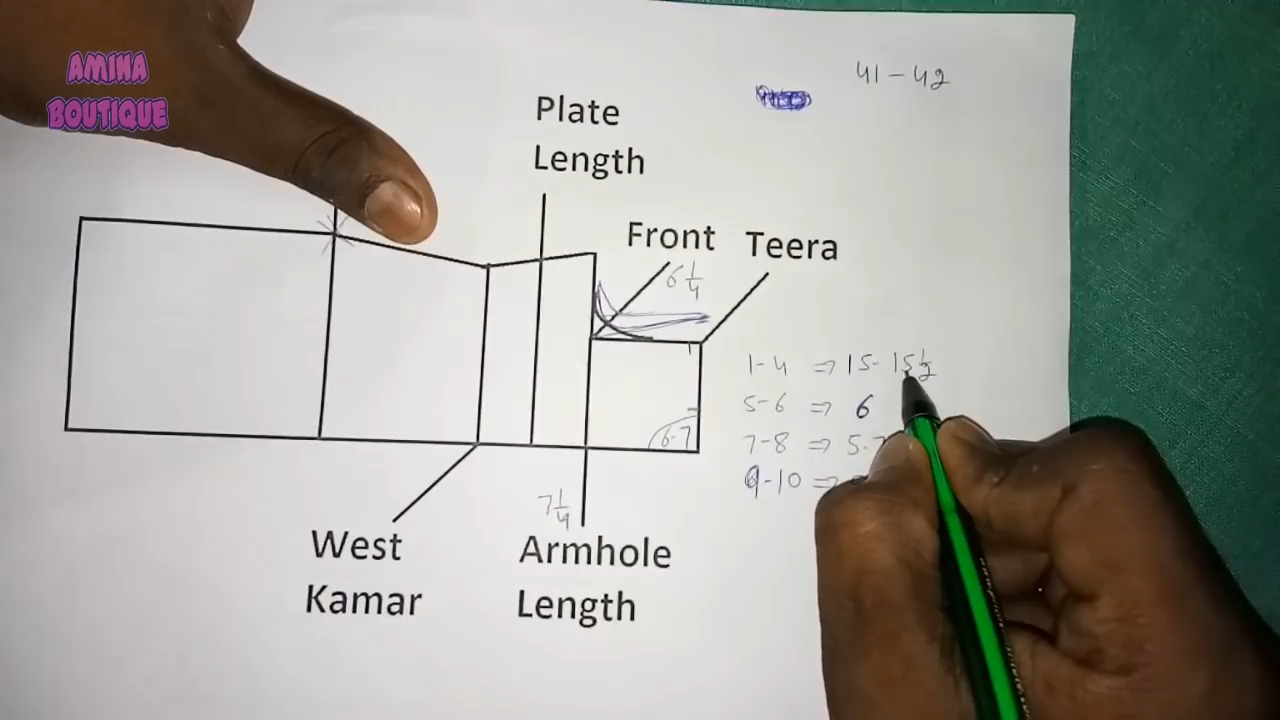 AMINA
BOUTIQUE
41 - 42
Plate
Length
Front
Teera
6 1/4
1-4 => 15- 15 1/2
5-6 => 6
7-8 => 5-7
9-10 =>
6-7
7 1/4
West
Kamar
Armhole
Length